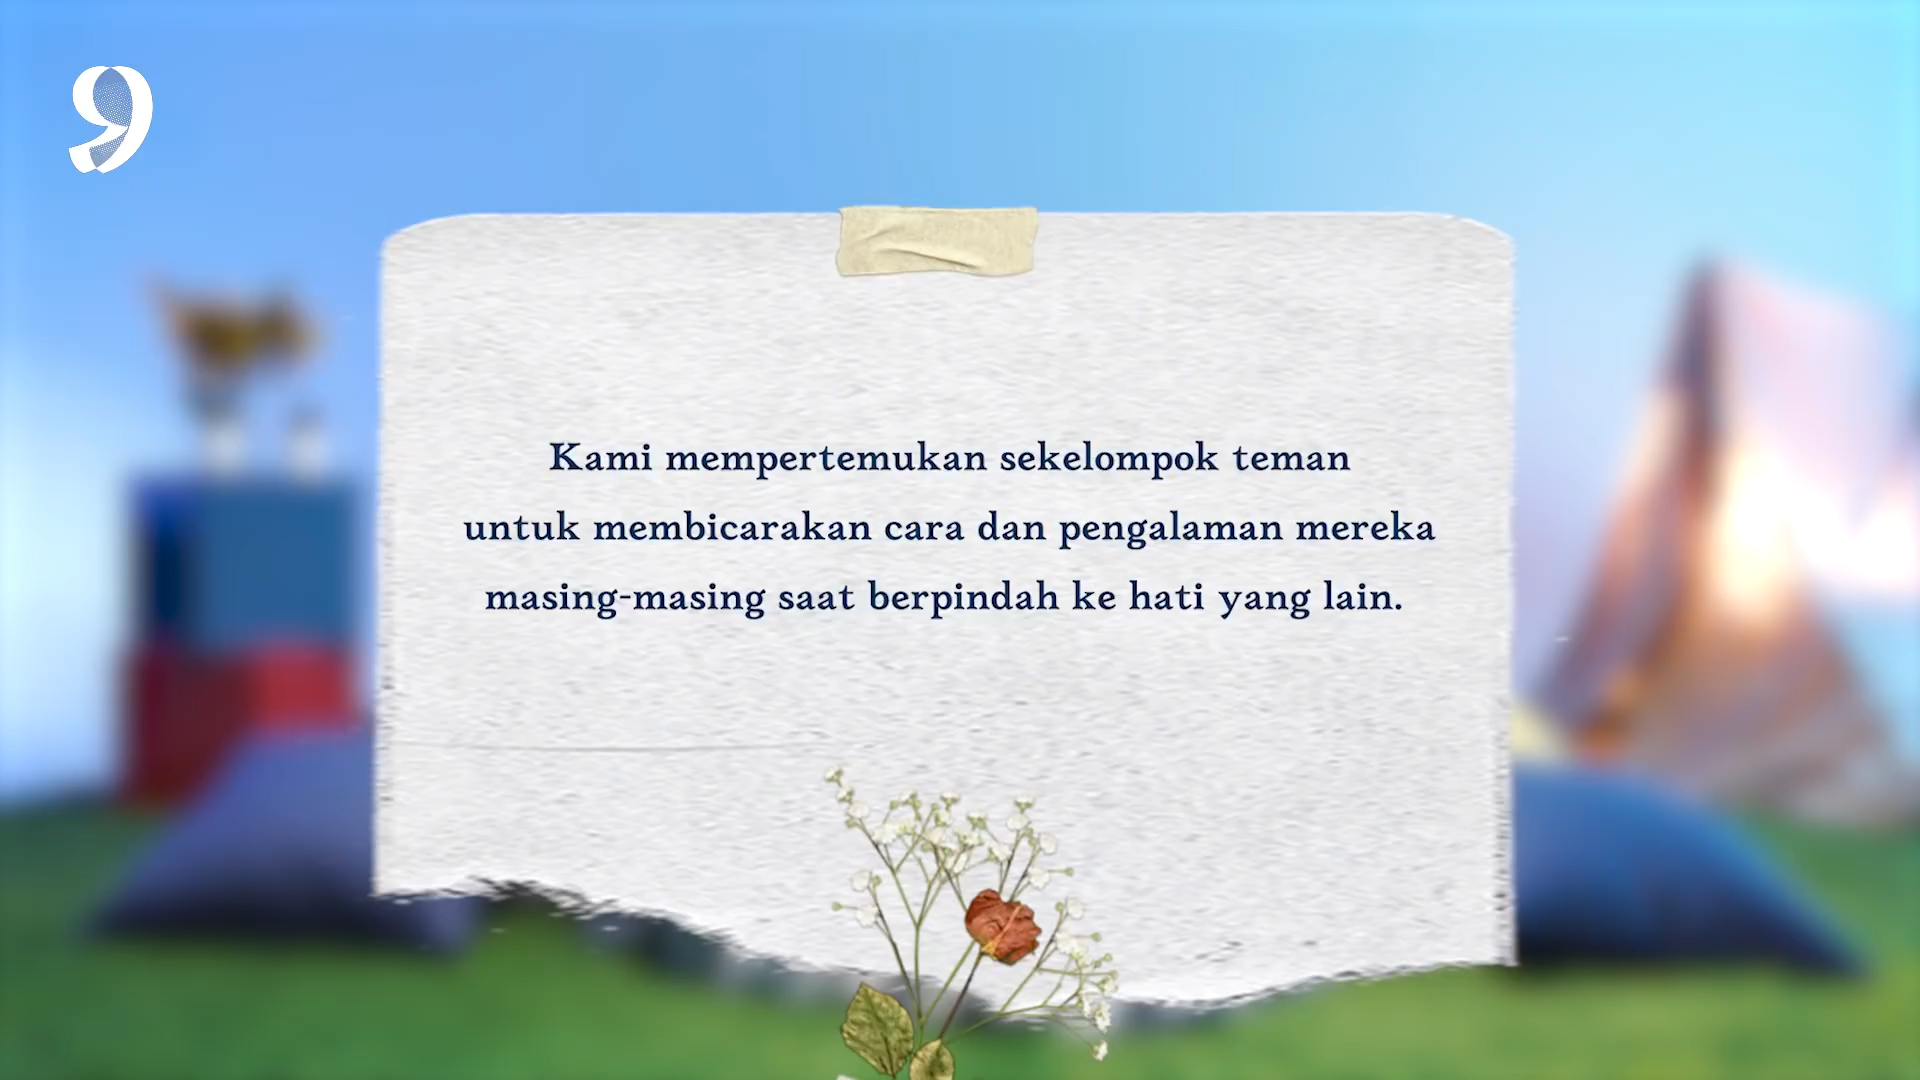 Kami mempertemukan sekelompok teman
untuk membicarakan cara dan pengalaman mereka
masing-masing saat berpindah ke hati yang lain.